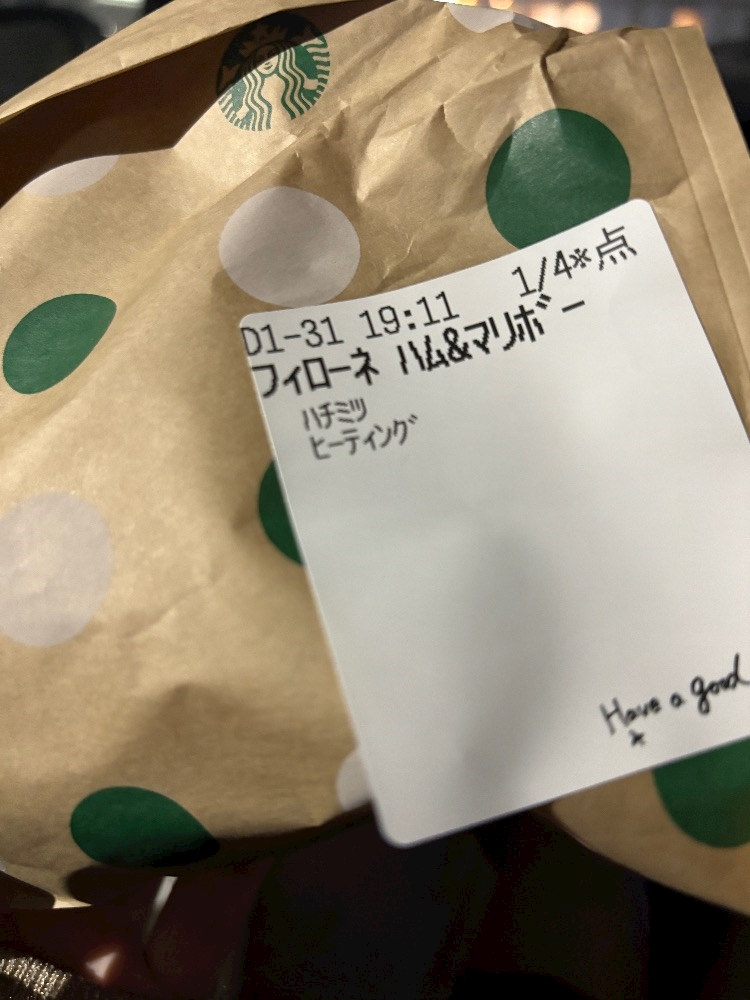 01-31 19:11 1/4※点
フィローネ ハム&マリボー
ハチミツ
ヒーティング
Have a good